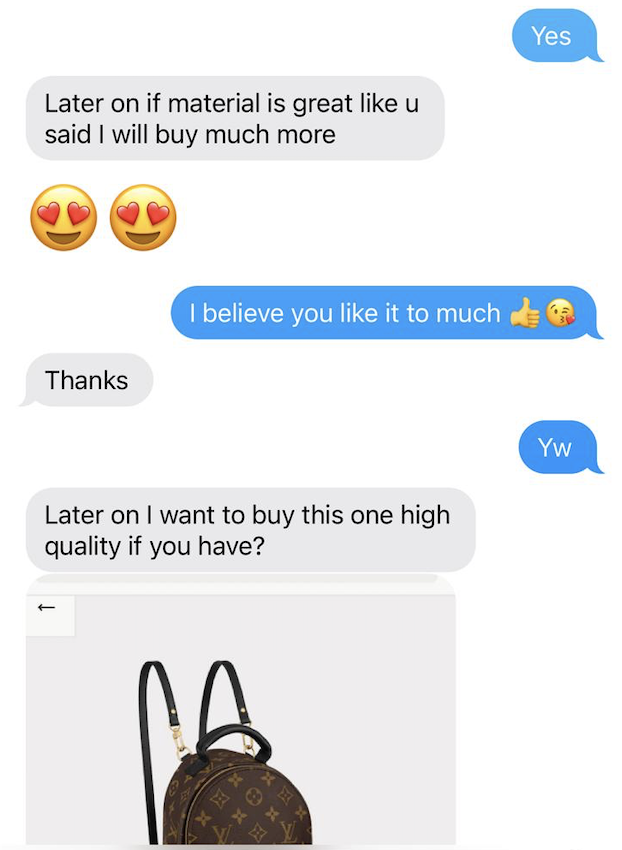 Yes
Later on if material is great like u
said I will buy much more
😍 😍
I believe you like it to much 👍😘
Thanks
Yw
Later on I want to buy this one high
quality if you have?
←